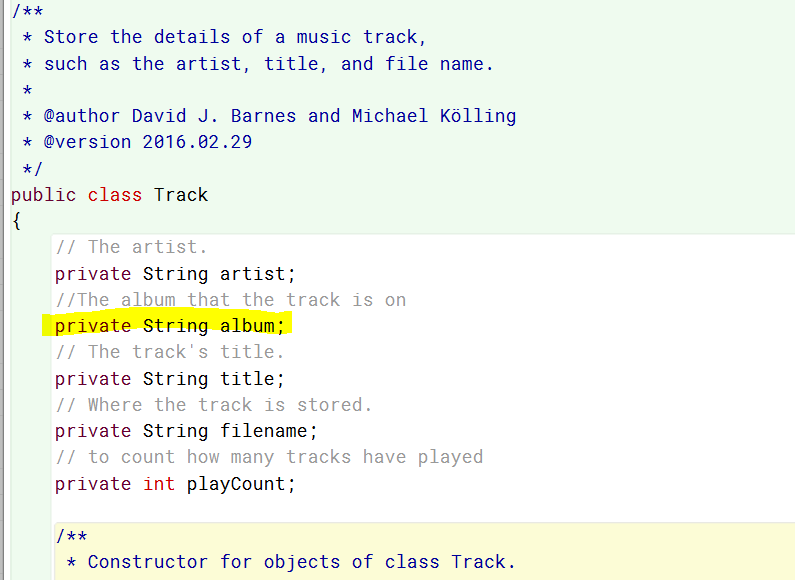 /**
 * Store the details of a music track,
 * such as the artist, title, and file name.
 *
 * @author David J. Barnes and Michael Kölling
 * @version 2016.02.29
 */
public class Track
{
// The artist.
private String artist;
//The album that the track is on
private String album;
// The track's title.
private String title;
// Where the track is stored.
private String filename;
// to count how many tracks have played
private int playCount;
/**
 * Constructor for objects of class Track.